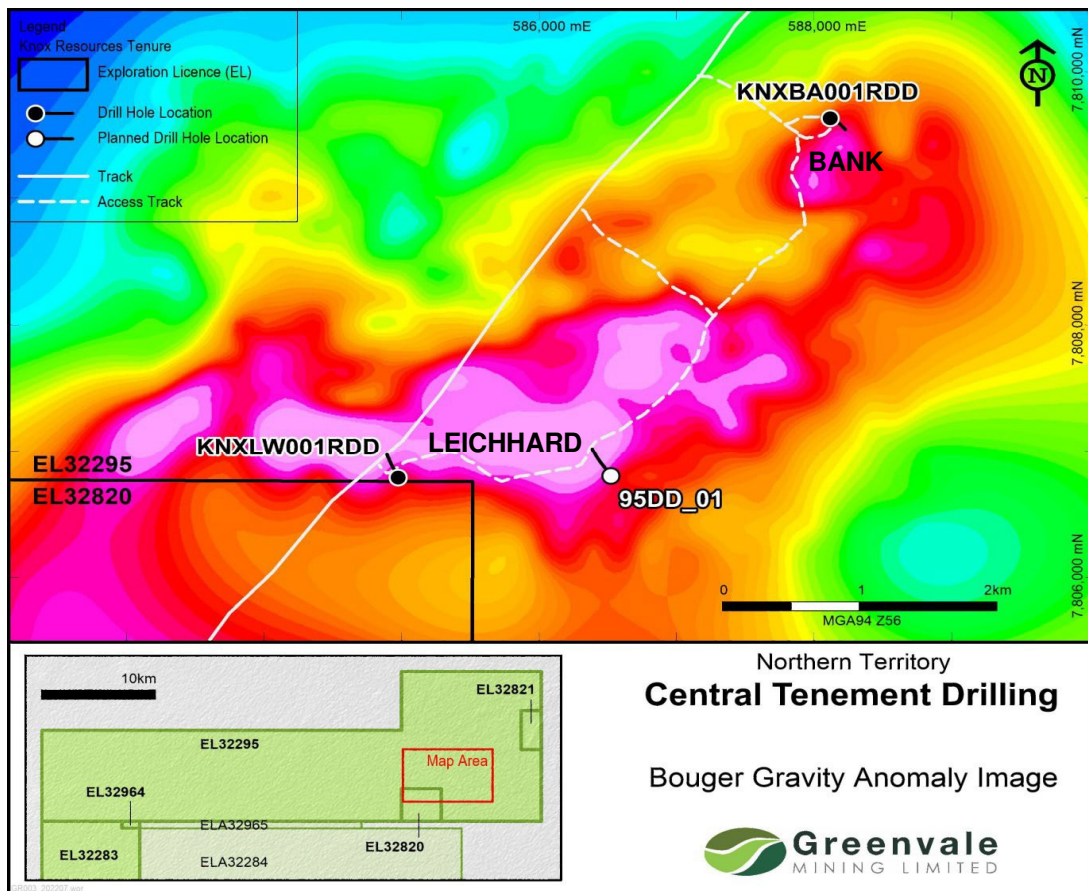 Legend
Knox Resources Tenure
Exploration Licence (EL)
Drill Hole Location
Planned Drill Hole Location
Track
Access Track
586,000 mE
588,000 mE
7,810,000 mN
7,808,000 mN
7,806,000 mN
N
KNXBA001RDD
BANK
KNXLW001RDD
LEICHHARD
95DD_01
EL32295
EL32820
0 1 2km
MGA94 Z56
10km
EL32821
EL32295
Map Area
EL32964
ELA32965
EL32283
ELA32284
EL32820
GR003_202207.wor
Northern Territory
Central Tenement Drilling
Bouger Gravity Anomaly Image
Greenvale
MINING LIMITED